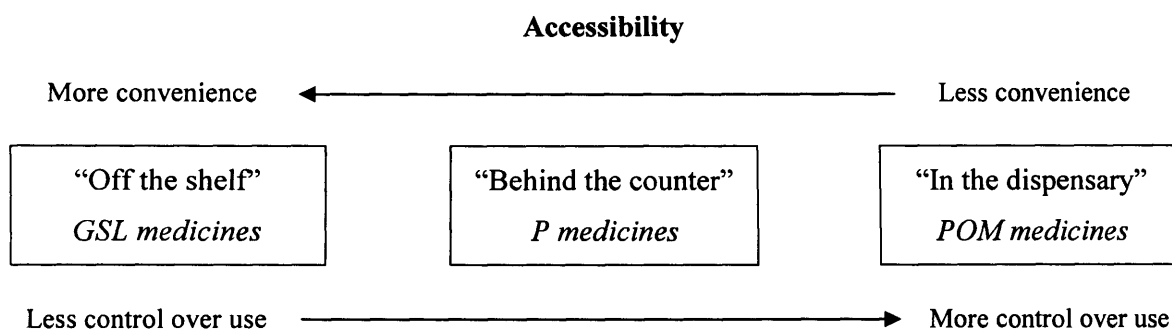 Accessibility
More convenience Less convenience
“Off the shelf” “Behind the counter” “In the dispensary”
GSL medicines P medicines POM medicines
Less control over use More control over use